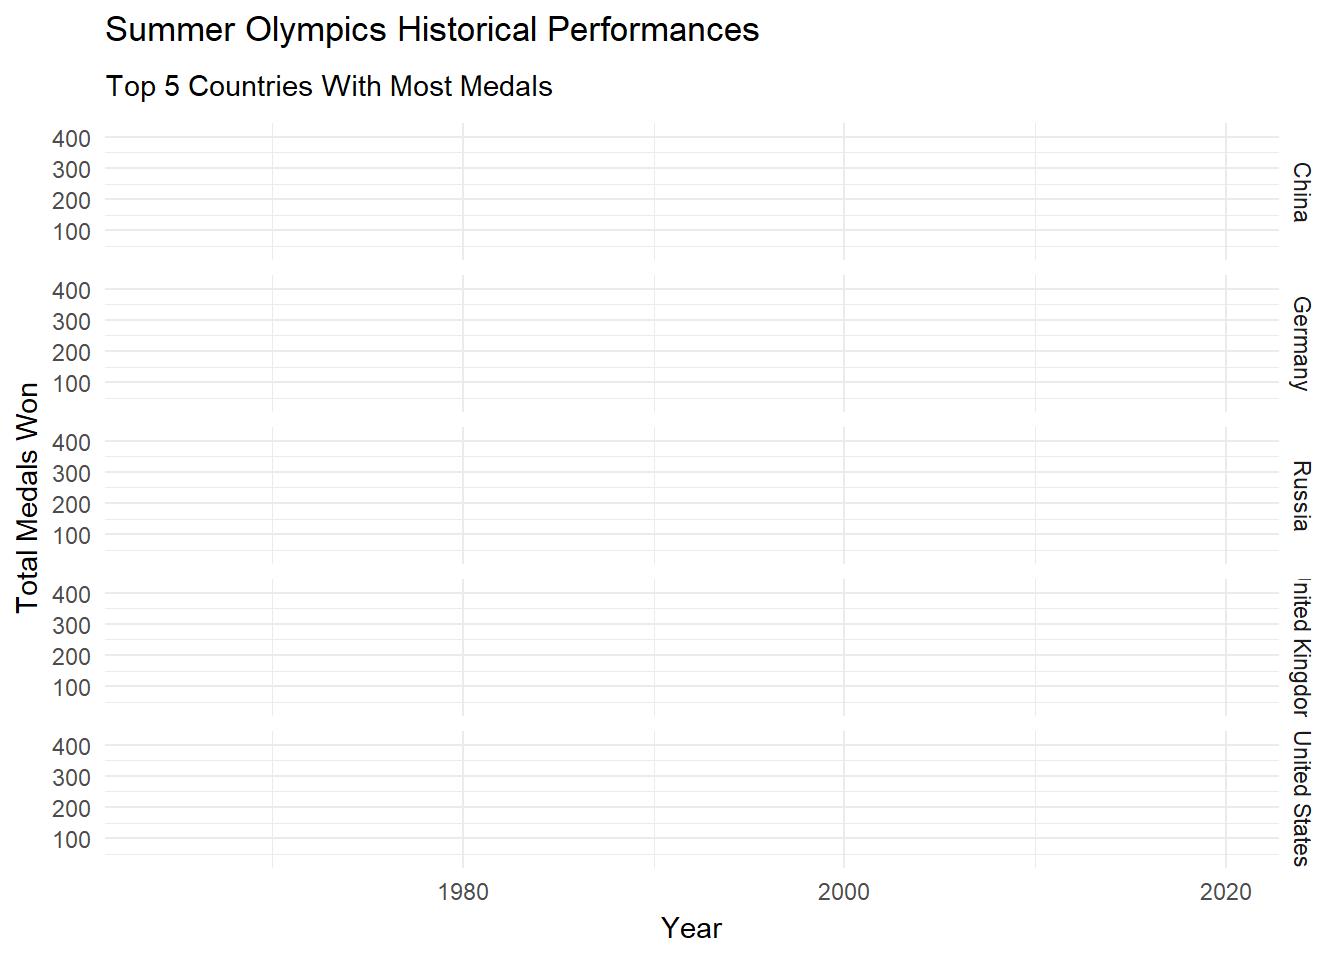 Summer Olympics Historical Performances
Top 5 Countries With Most Medals
Total Medals Won
400
300
200
100
China
400
300
200
100
Germany
400
300
200
100
Russia
400
300
200
100
nited Kingdor
400
300
200
100
United States
1980 2000 2020
Year